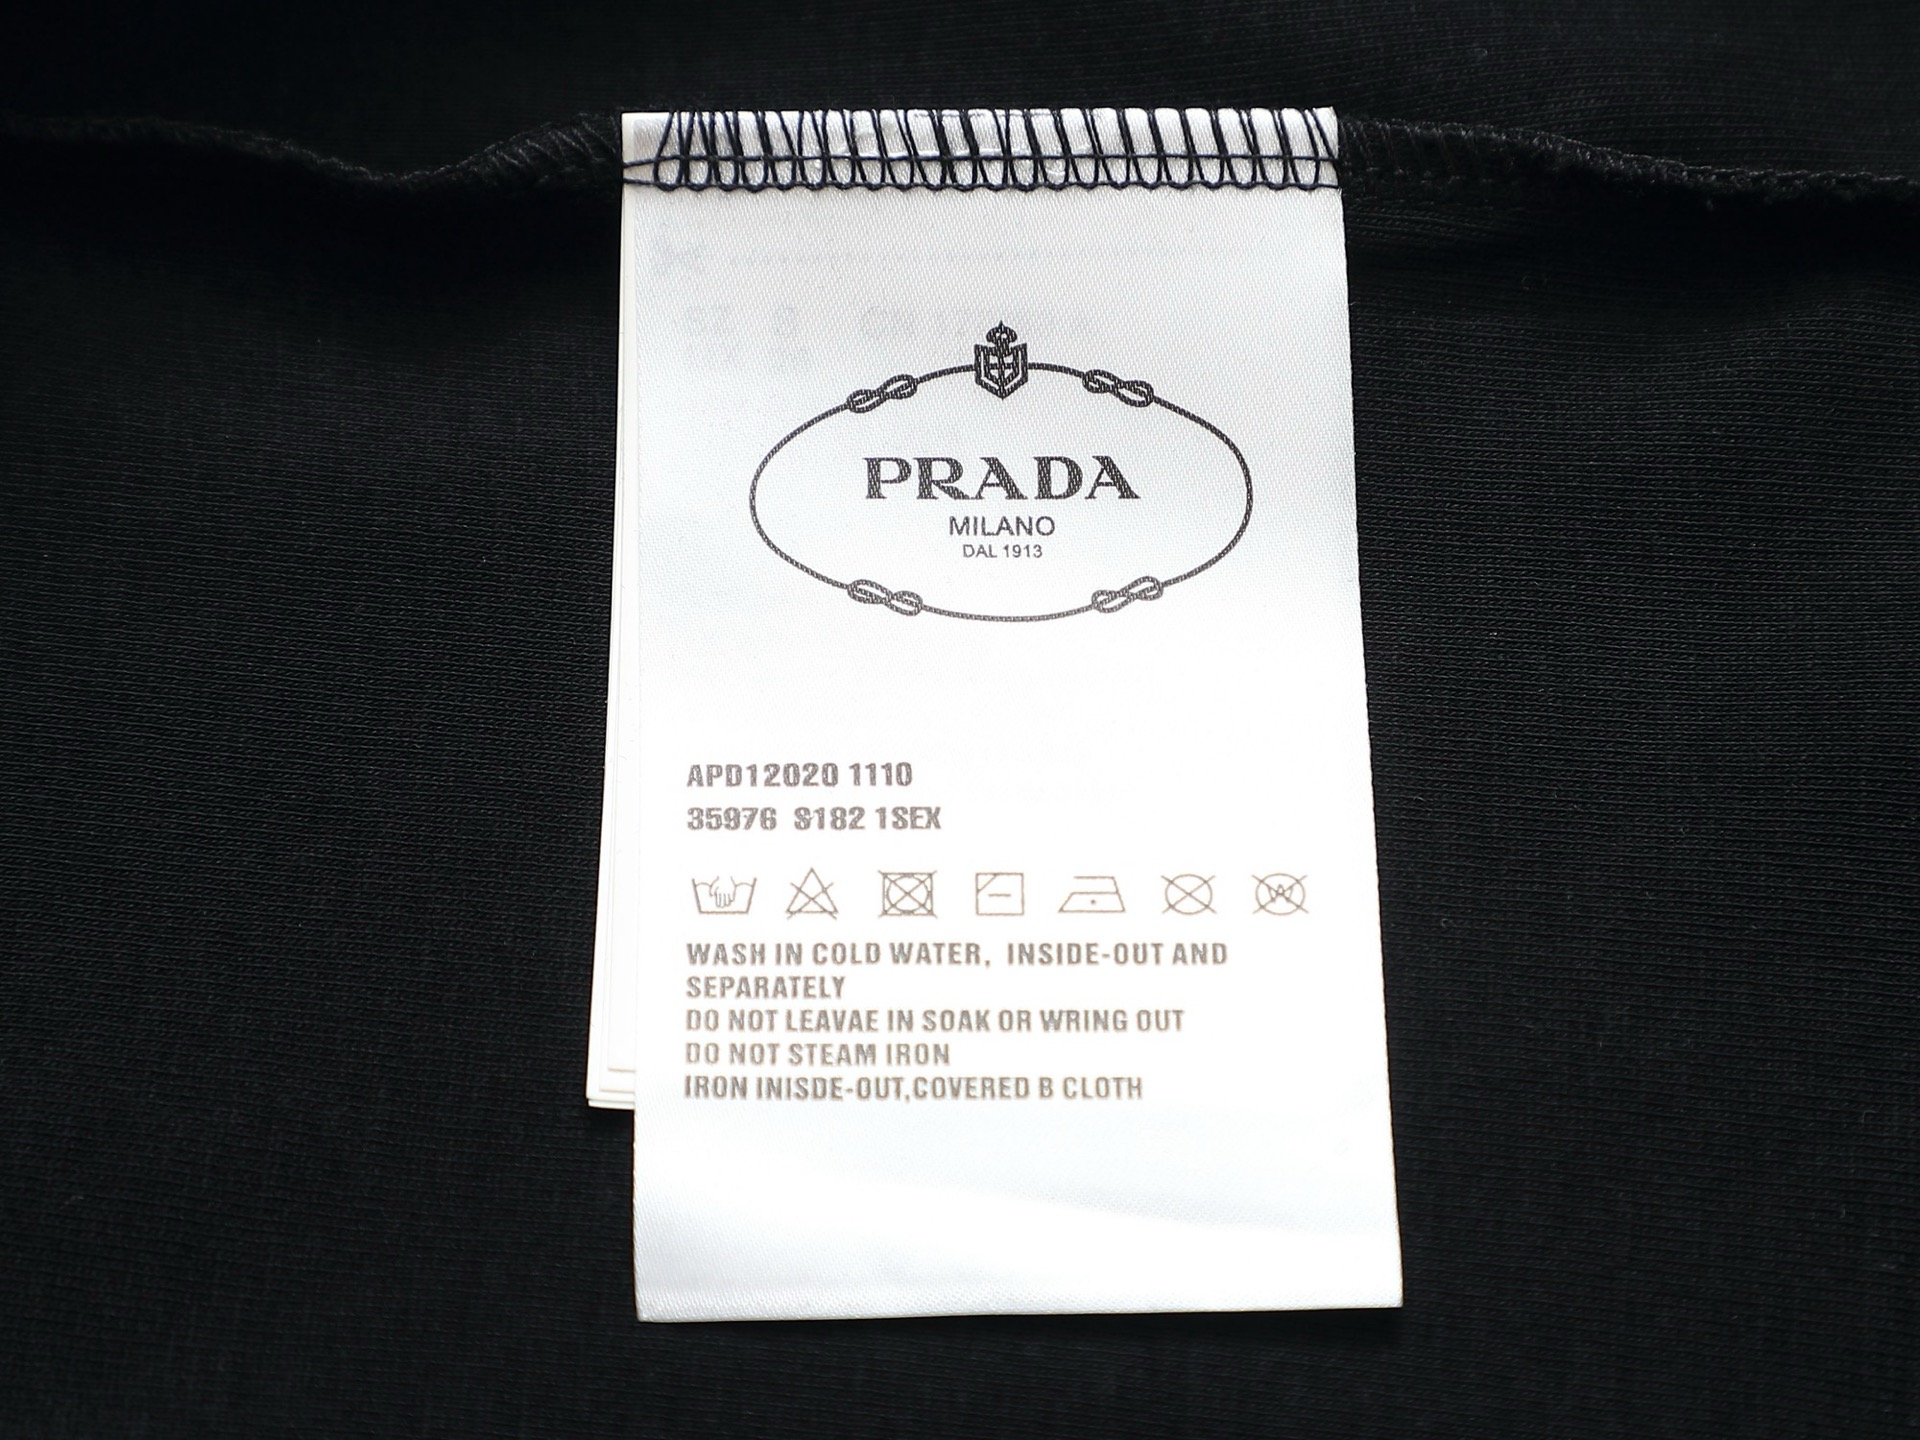 PRADA
MILANO
DAL 1913
APD12020 1110
35976 S182 1SEX
WASH IN COLD WATER, INSIDE-OUT AND
SEPARATELY
DO NOT LEAVAE IN SOAK OR WRING OUT
DO NOT STEAM IRON
IRON INISDE-OUT,COVERED B CLOTH